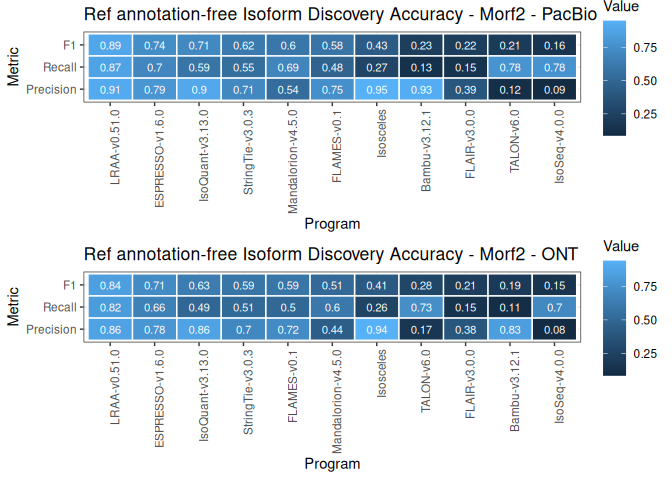 Ref annotation-free Isoform Discovery Accuracy - Morf2 - PacBio
Value
0.75
0.50
0.25
Metric
F1 0.89 0.74 0.71 0.62 0.6 0.58 0.43 0.23 0.22 0.21 0.16
Recall 0.87 0.7 0.59 0.55 0.69 0.48 0.27 0.13 0.15 0.78 0.78
Precision 0.91 0.79 0.9 0.71 0.54 0.75 0.95 0.93 0.39 0.12 0.09
LRAA-v0.51.0
ESPRESSO-v1.6.0
IsoQuant-v3.13.0
StringTie-v3.0.3
Mandalorion-v4.5.0
FLAMES-v0.1
Isosceles
Bambu-v3.12.1
FLAIR-v3.0.0
TALON-v6.0
IsoSeq-v4.0.0
Program
Ref annotation-free Isoform Discovery Accuracy - Morf2 - ONT
Value
0.75
0.50
0.25
Metric
F1 0.84 0.71 0.63 0.59 0.59 0.51 0.41 0.28 0.21 0.19 0.15
Recall 0.82 0.66 0.49 0.51 0.5 0.6 0.26 0.73 0.15 0.11 0.7
Precision 0.86 0.78 0.86 0.7 0.72 0.44 0.94 0.17 0.38 0.83 0.08
LRAA-v0.51.0
ESPRESSO-v1.6.0
IsoQuant-v3.13.0
StringTie-v3.0.3
FLAMES-v0.1
Mandalorion-v4.5.0
Isosceles
TALON-v6.0
FLAIR-v3.0.0
Bambu-v3.12.1
IsoSeq-v4.0.0
Program